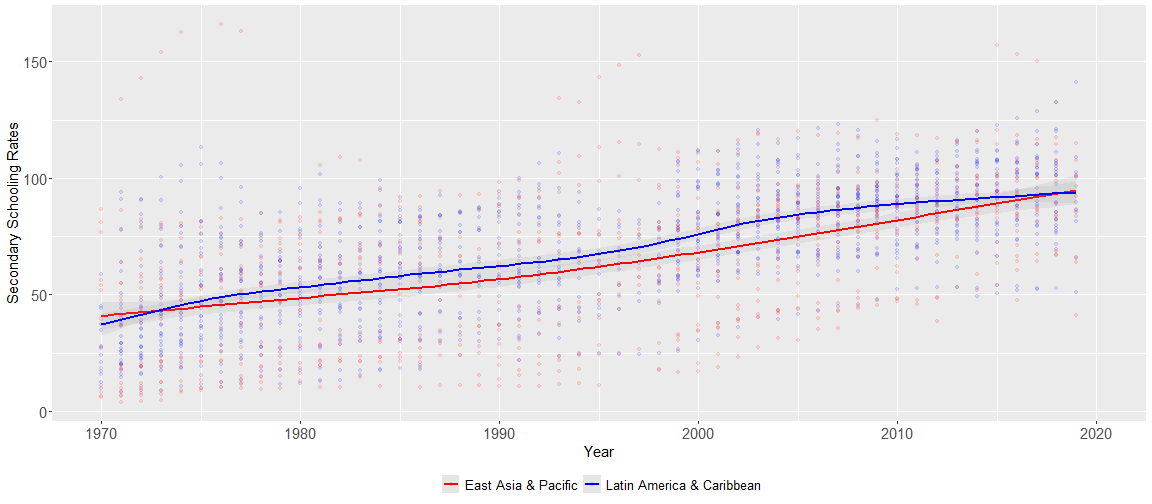 Secondary Schooling Rates
150
100
50
0
1970 1980 1990 2000 2010 2020
Year
East Asia & Pacific Latin America & Caribbean